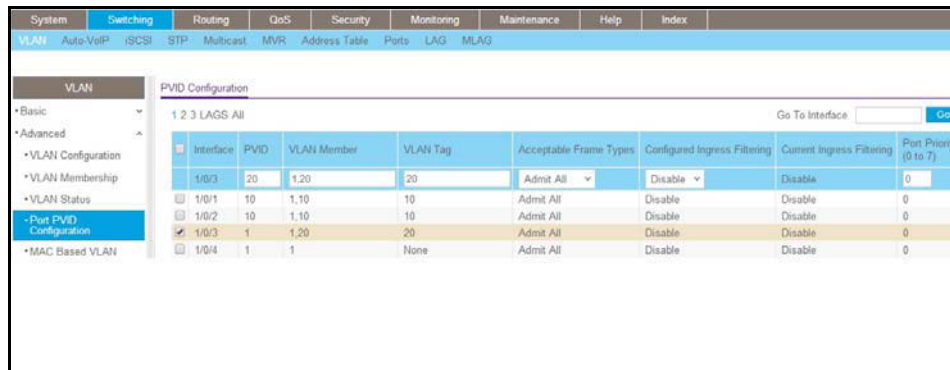 System Switching Routing QoS Security Monitoring Maintenance Help Index
VLAN Auto-VoIP iSCSI STP Multicast MVR Address Table Ports LAG MLAG
VLAN
• Basic
• Advanced
• VLAN Configuration
• VLAN Membership
• VLAN Status
• Port PVID
Configuration
• MAC Based VLAN
PVID Configuration
1 2 3 LAGS All Go To Interface Go
Interface PVID VLAN Member VLAN Tag Acceptable Frame Types Configured Ingress Filtering Current Ingress Filtering Port Priori
(0 to 7)
1/0/3 20 1,20 20 Admit All Disable Disable 0
1/0/1 10 1,10 10 Admit All Disable Disable 0
1/0/2 10 1,10 10 Admit All Disable Disable 0
1/0/3 1 1,20 20 Admit All Disable Disable 0
1/0/4 1 1 None Admit All Disable Disable 0